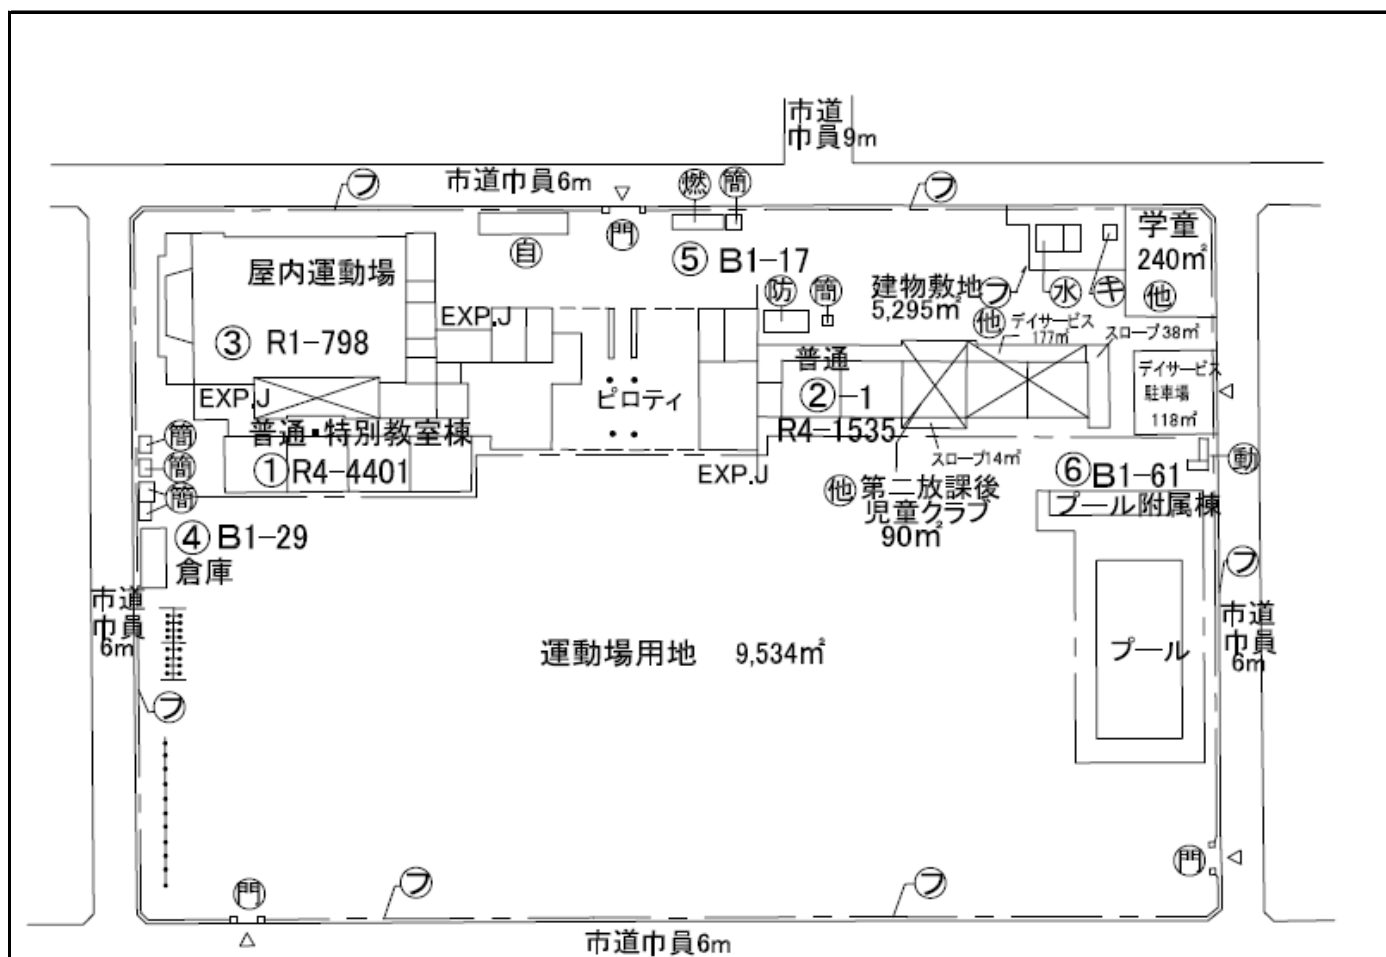 市道
巾員9m
市道巾員6m
フ
燃
簡
フ
門
自
学童
240㎡
他
屋内運動場
③ R1-798
EXP.J
⑤ B1-17
防
簡
建物敷地
5,295㎡
フ
水
キ
他
デイサービス
177㎡
スロープ38㎡
デイサービス
駐車場
118㎡
普通
②-1
R4-1535
スロープ14㎡
ピロティ
EXP.J
EXP.J
普通・特別教室棟
①R4-4401
簡
簡
簡
④ B1-29
倉庫
他
第二放課後
児童クラブ
90㎡
動
⑥B1-61
プール附属棟
フ
市道
巾員
6m
市道
巾員
6m
運動場用地 9,534㎡
プール
フ
門
門
フ
フ
市道巾員6m